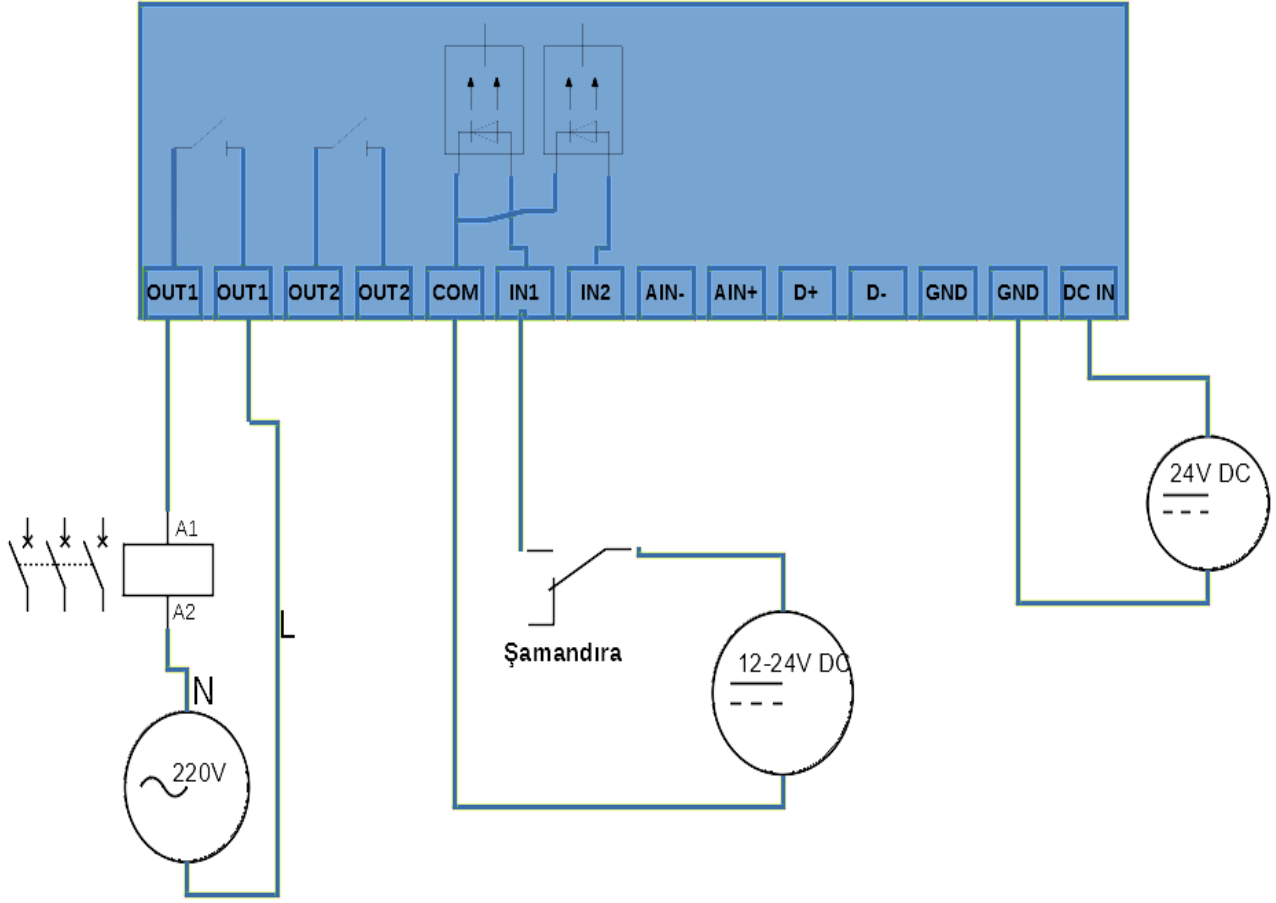 OUT1 OUT1 OUT2 OUT2 COM IN1 IN2 AIN- AIN+ D+ D- GND GND DC IN
24V DC
A1
A2
L
Şamandıra
12-24V DC
N
220V